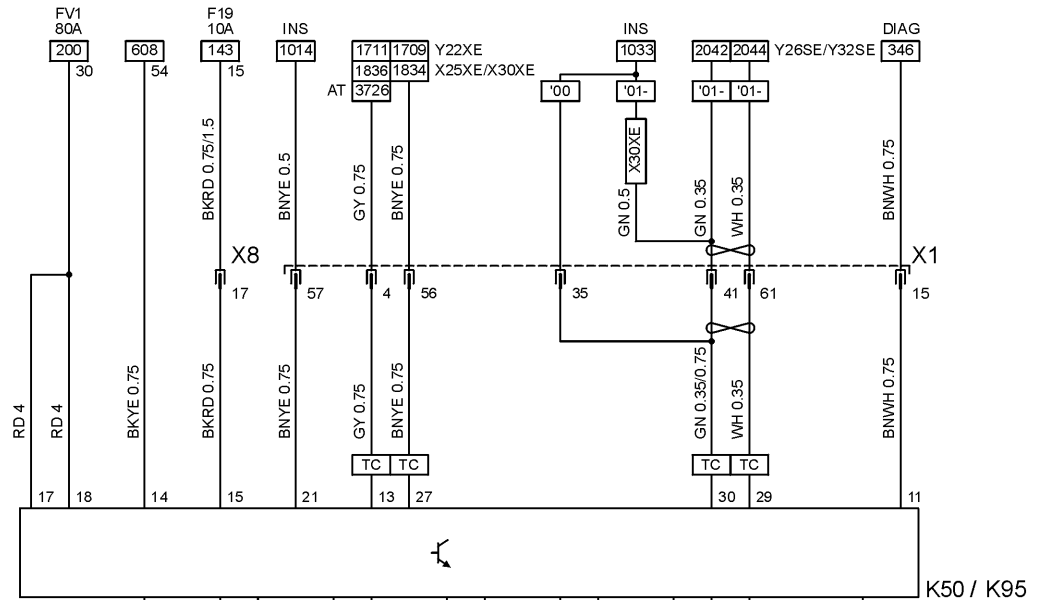 FV1 F19
80A 10A INS INS DIAG
200 608 143 1014 1711 1709 Y22XE 1033 2042 2044 Y26SE/Y32SE 346
30 54 15 1836 1834 X25XE/X30XE
AT 3726 '00 '01- '01- '01-
BKRD 0.75/1.5
BNYE 0.5
GY 0.75
BNYE 0.75
X30XE
GN 0.5
GN 0.35
WH 0.35
BNWH 0.75
X8 X1
17 57 4 56 35 41 61 15
RD 4
RD 4
BKYE 0.75
BKRD 0.75
BNYE 0.75
GY 0.75
BNYE 0.75
GN 0.35/0.75
WH 0.35
BNWH 0.75
TC TC TC TC
17 18 14 15 21 13 27 30 29 11
K50 / K95